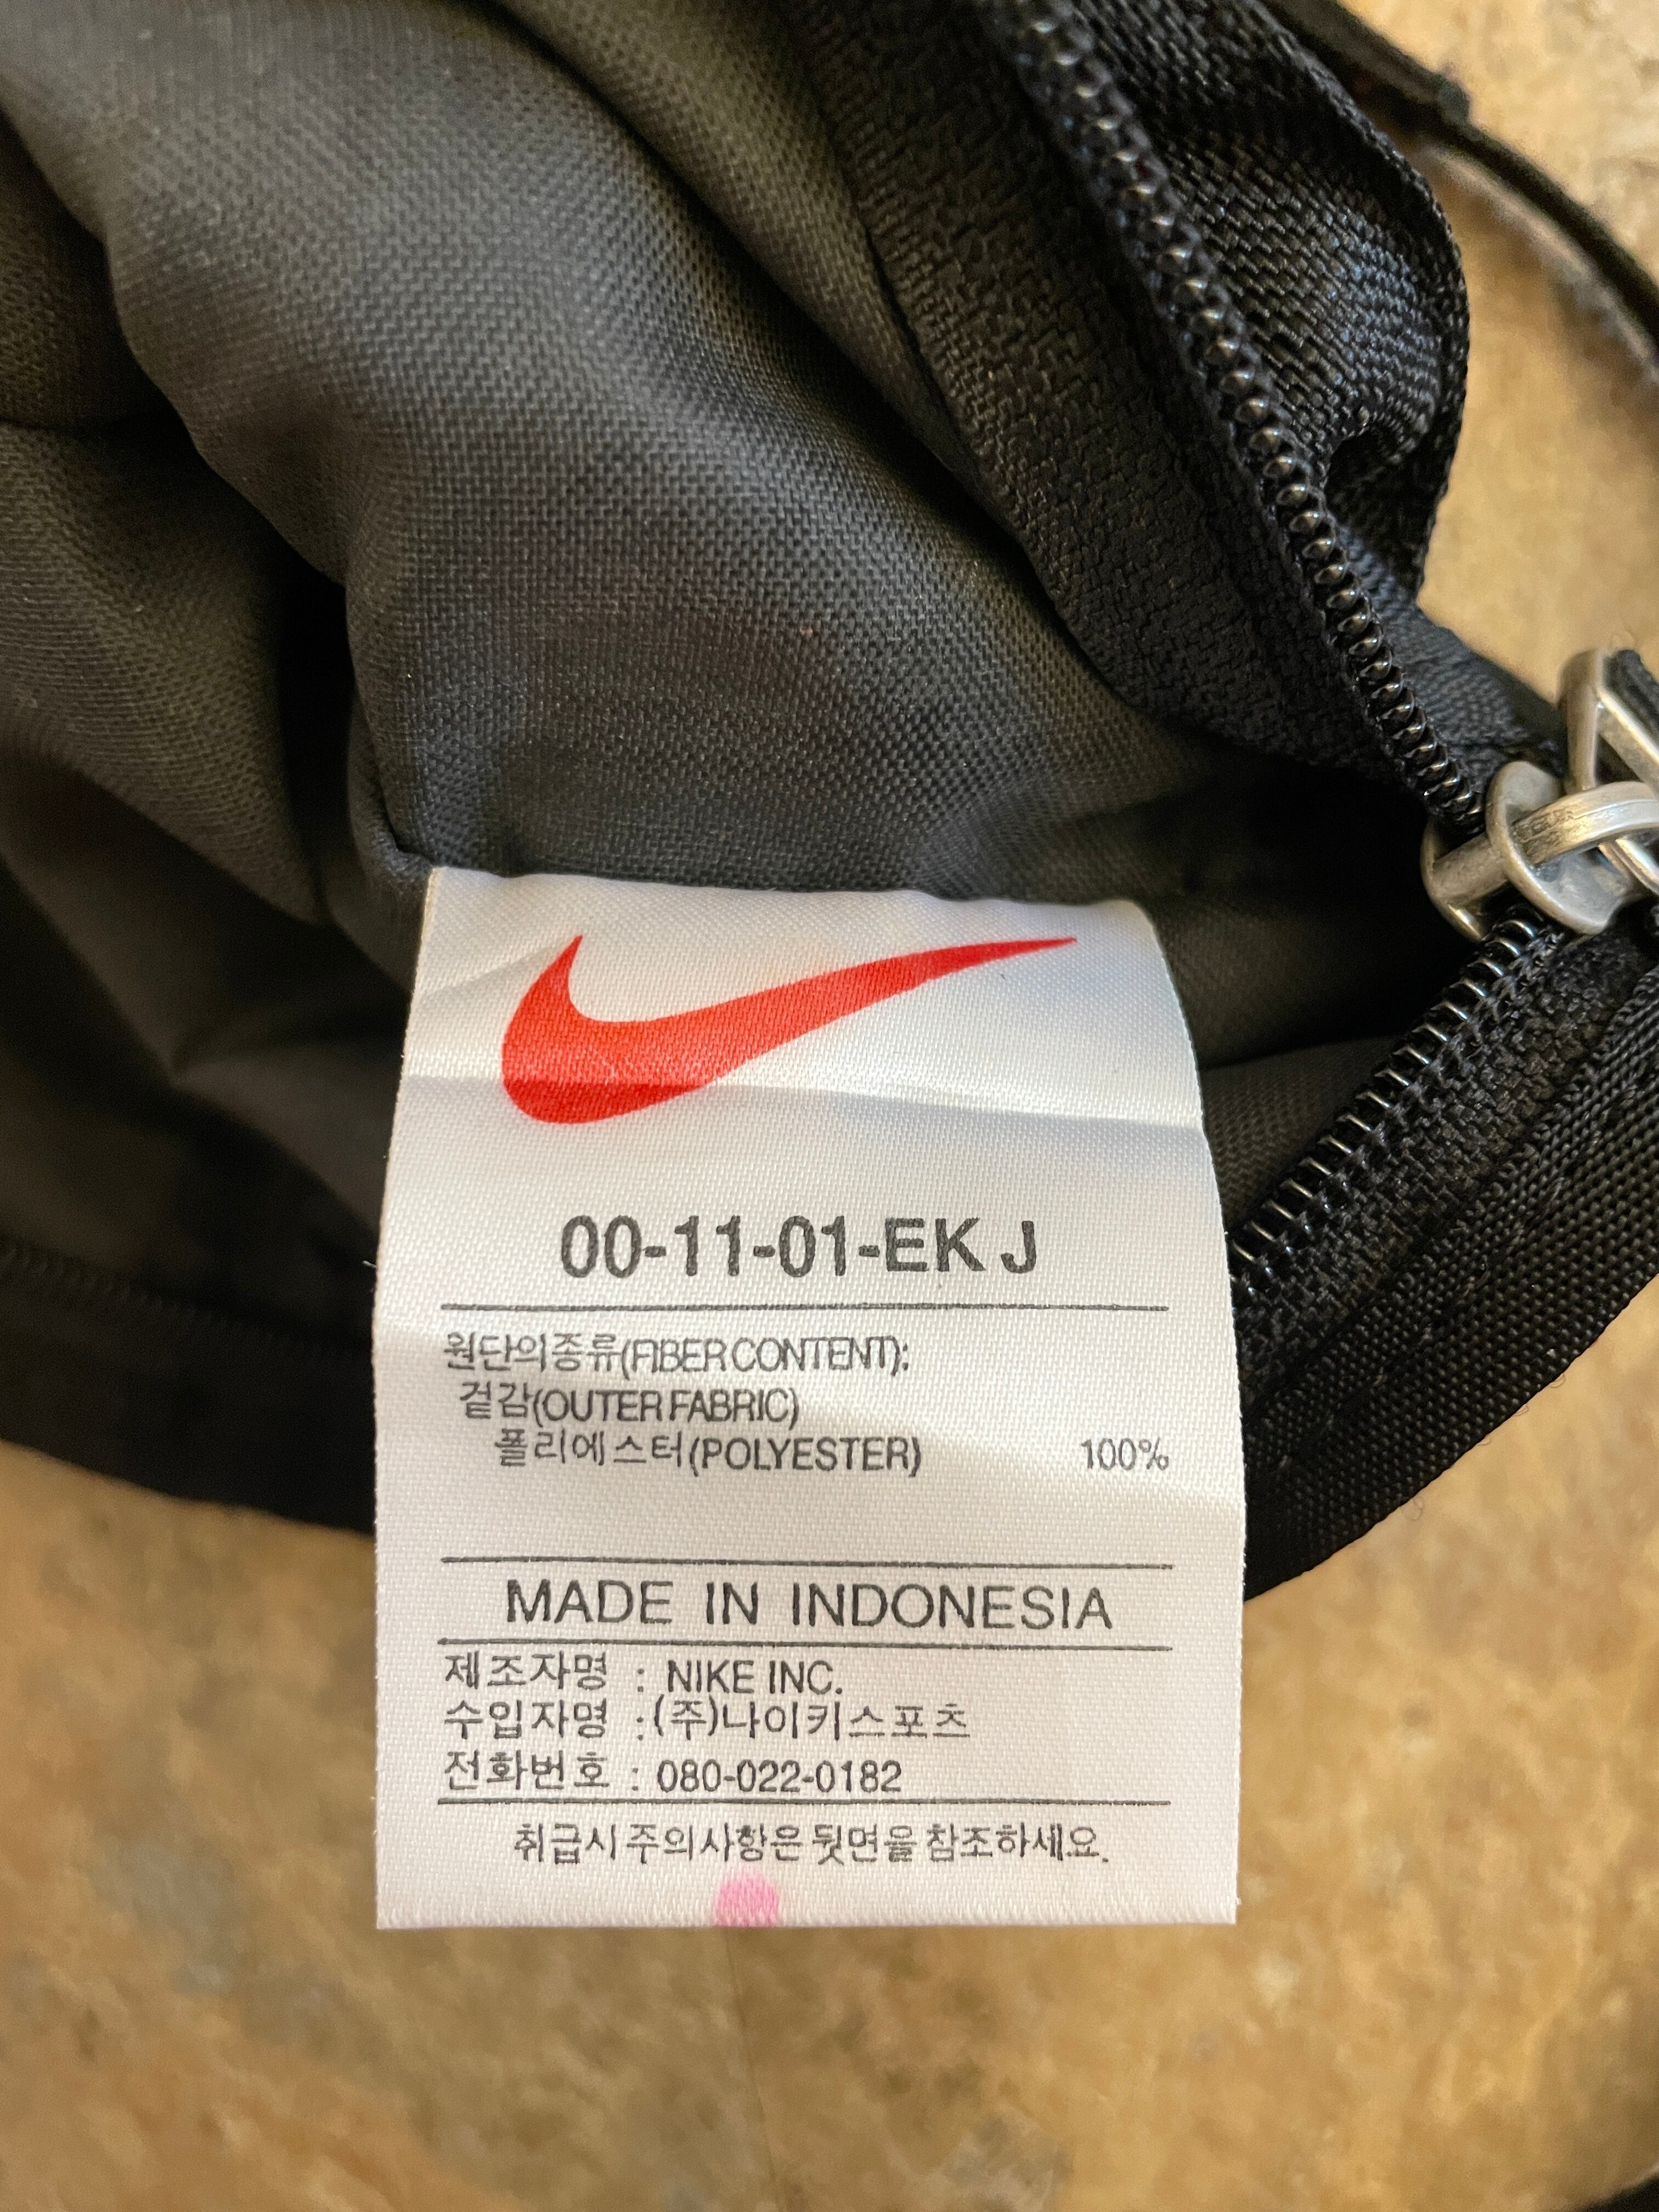 00-11-01-EK J
원단의종류(FIBER CONTENT):
겉감(OUTER FABRIC)
폴리에스터(POLYESTER) 100%
MADE IN INDONESIA
제조자명 : NIKE INC.
수입자명 :(주)나이키스포츠
전화번호 : 080-022-0182
취급시주의사항은뒷면을참조하세요.